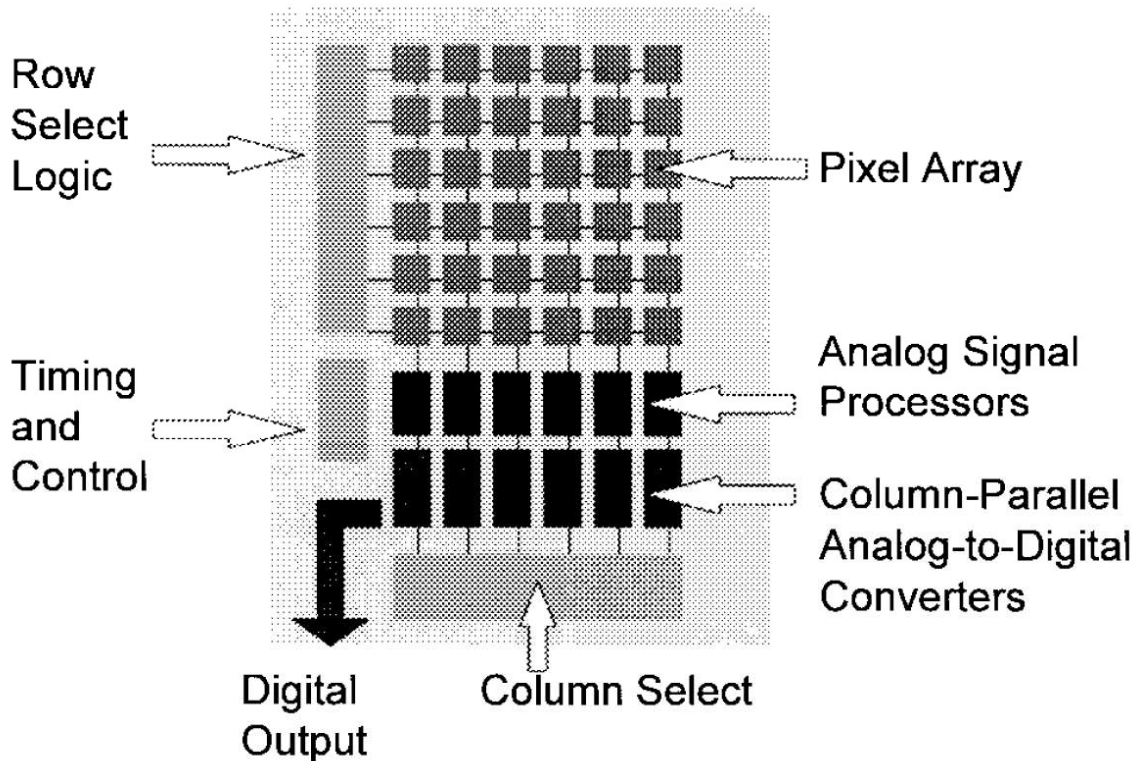 Row
Select
Logic
Pixel Array
Timing
and
Control
Analog Signal
Processors
Column-Parallel
Analog-to-Digital
Converters
Digital
Output
Column Select